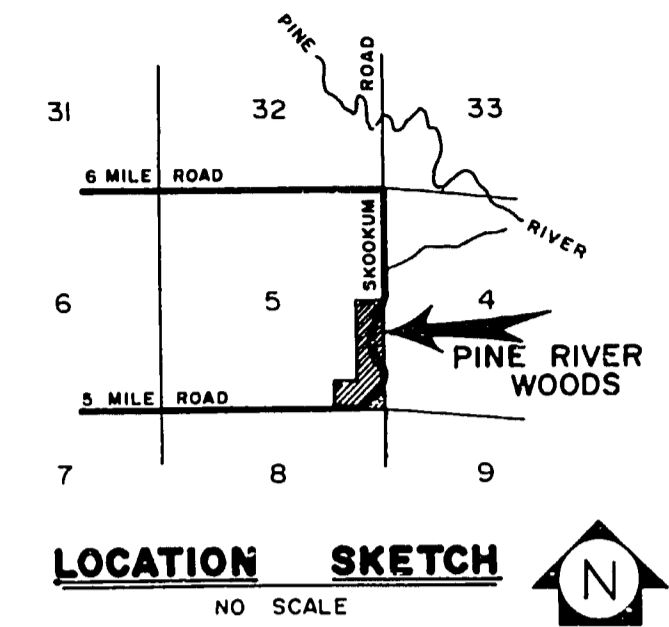 PINE
ROAD
31 32 33
6 MILE ROAD
SKOOKUM
RIVER
6 5 4
PINE RIVER
WOODS
5 MILE ROAD
7 8 9
LOCATION SKETCH
NO SCALE
N